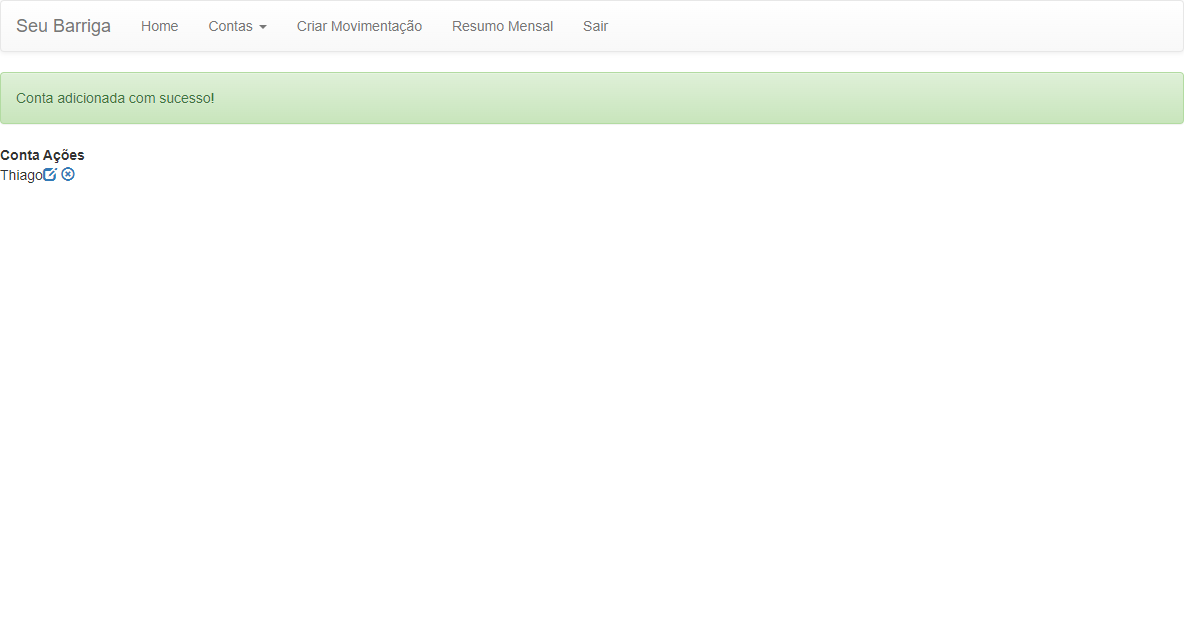 Seu Barriga Home Contas Criar Movimentação Resumo Mensal Sair
Conta adicionada com sucesso!
Conta Ações
Thiago